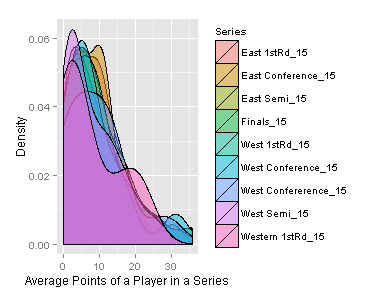 0.06
0.04
0.02
0.00
Density
0
10
20
30
Average Points of a Player in a Series
Series
East 1stRd_15
East Conference_15
East Semi_15
Finals_15
West 1stRd_15
West Conference_15
West Confererence_15
West Semi_15
Western 1stRd_15